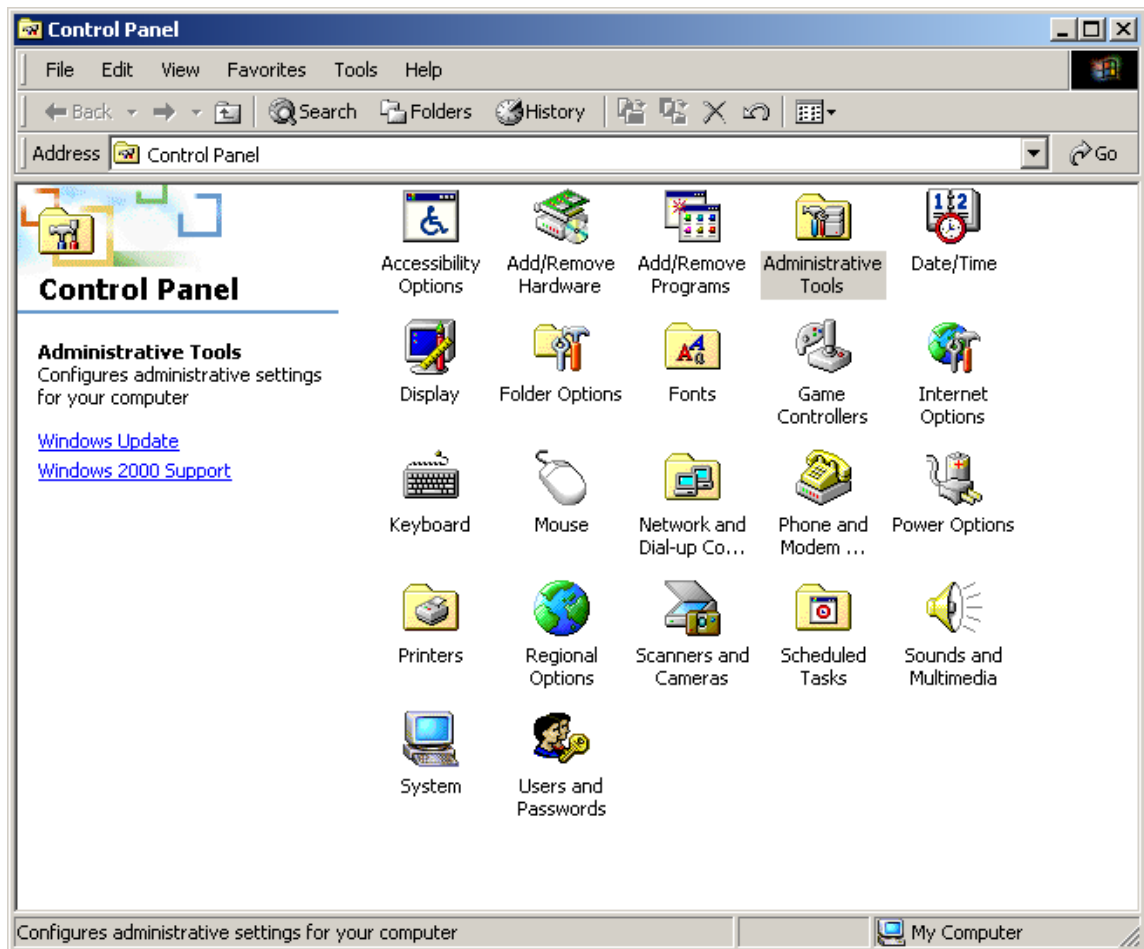 Control Panel
File Edit View Favorites Tools Help
Back Search Folders History
Address Control Panel Go
Control Panel
Administrative Tools
Configures administrative settings
for your computer
Windows Update
Windows 2000 Support
12
Accessibility
Options
Add/Remove
Hardware
Add/Remove
Programs
Administrative
Tools
Date/Time
Display
Folder Options
Fonts
Game
Controllers
Internet
Options
Keyboard
Mouse
Network and
Dial-up Co...
Phone and
Modem ...
Power Options
Printers
Regional
Options
Scanners and
Cameras
Scheduled
Tasks
Sounds and
Multimedia
System
Users and
Passwords
Configures administrative settings for your computer
My Computer